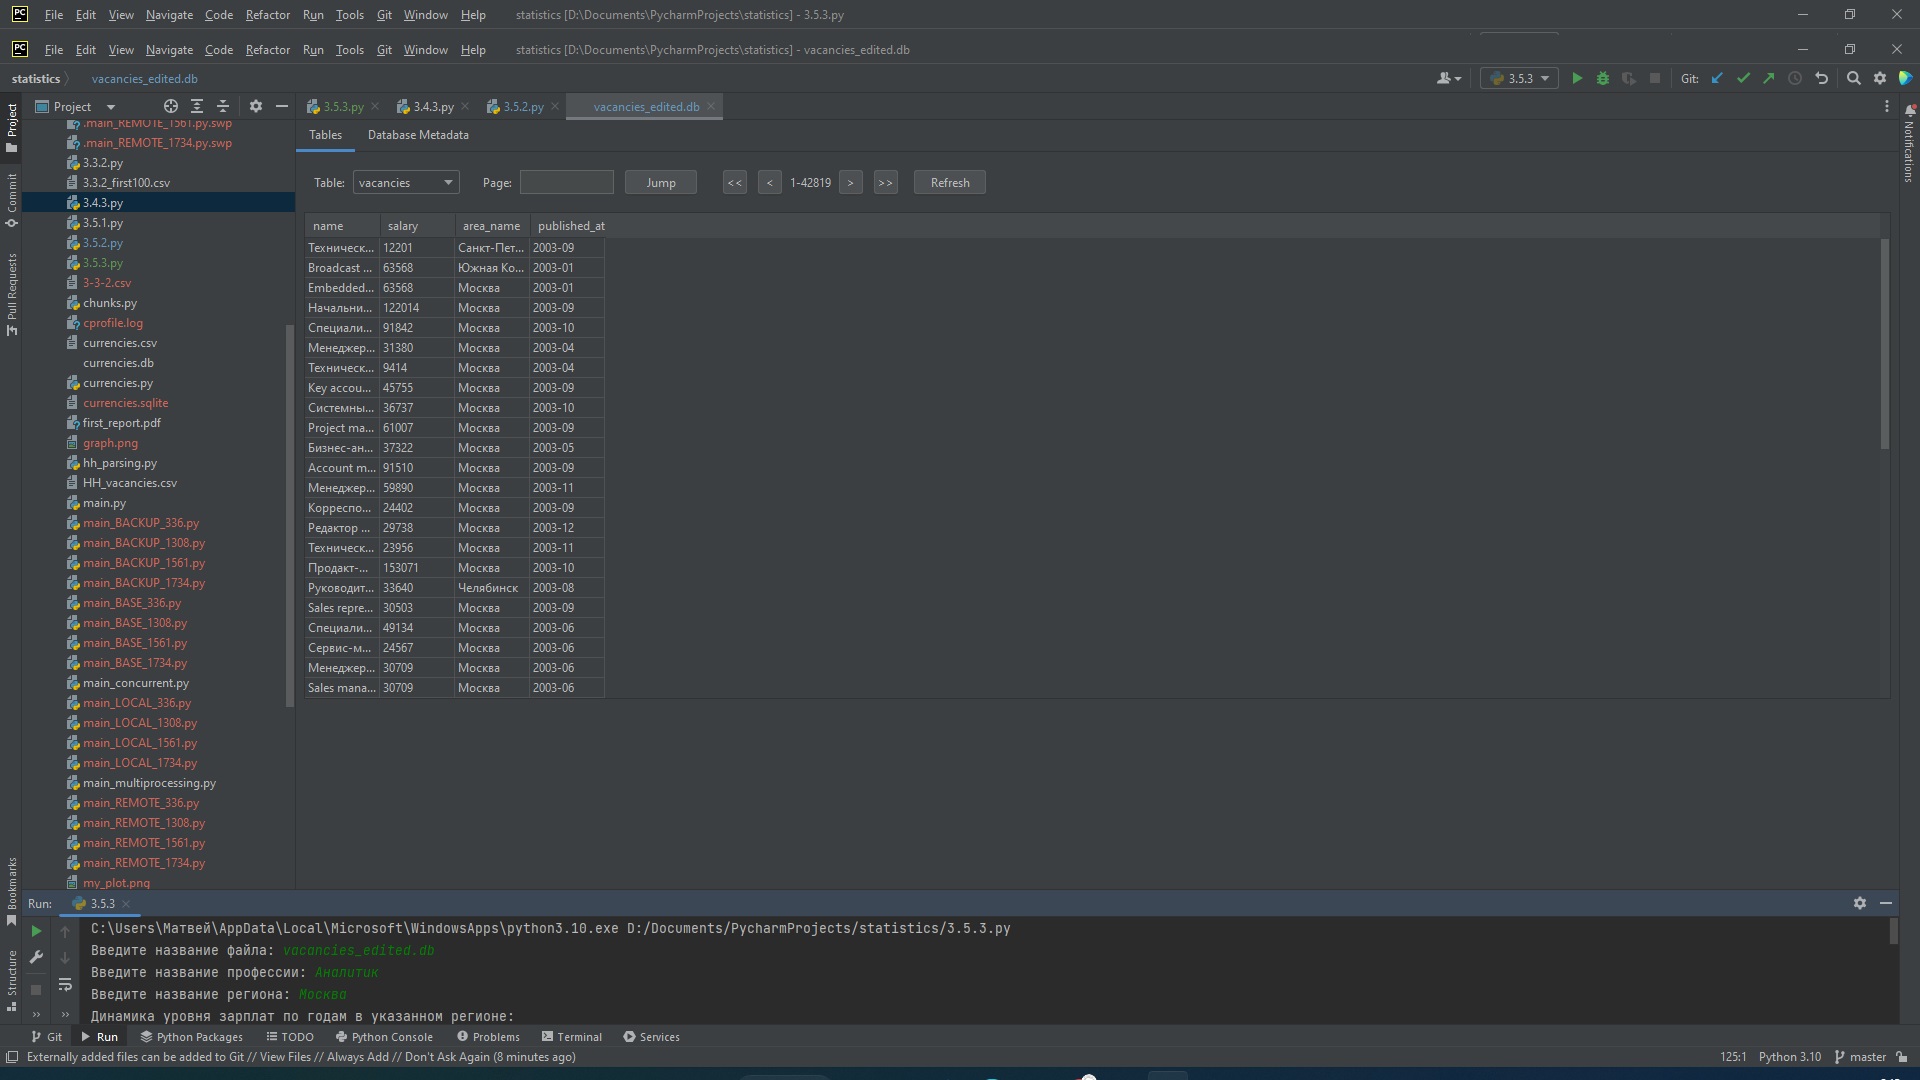 PC File Edit View Navigate Code Refactor Run Tools Git Window Help statistics [D:\Documents\PycharmProjects\statistics] - 3.5.3.py
PC File Edit View Navigate Code Refactor Run Tools Git Window Help statistics [D:\Documents\PycharmProjects\statistics] - vacancies_edited.db
statistics vacancies_edited.db 3.5.3 Git:
Project 3.5.3.py 3.4.3.py 3.5.2.py vacancies_edited.db
Project
Commit
Pull Requests
Bookmarks
Structure
Notifications
.main_REMOTE_1561.py.swp
.main_REMOTE_1734.py.swp
3.3.2.py
3.3.2_first100.csv
3.4.3.py
3.5.1.py
3.5.2.py
3.5.3.py
3-3-2.csv
chunks.py
cprofile.log
currencies.csv
currencies.db
currencies.py
currencies.sqlite
first_report.pdf
graph.png
hh_parsing.py
HH_vacancies.csv
main.py
main_BACKUP_336.py
main_BACKUP_1308.py
main_BACKUP_1561.py
main_BACKUP_1734.py
main_BASE_336.py
main_BASE_1308.py
main_BASE_1561.py
main_BASE_1734.py
main_concurrent.py
main_LOCAL_336.py
main_LOCAL_1308.py
main_LOCAL_1561.py
main_LOCAL_1734.py
main_multiprocessing.py
main_REMOTE_336.py
main_REMOTE_1308.py
main_REMOTE_1561.py
main_REMOTE_1734.py
my_plot.png
Tables Database Metadata
Table: vacancies Page: Jump << < 1-42819 > >> Refresh
name salary area_name published_at
Техническ... 12201 Санкт-Пет... 2003-09
Broadcast ... 63568 Южная Ко... 2003-01
Embedded... 63568 Москва 2003-01
Начальни... 122014 Москва 2003-09
Специали... 91842 Москва 2003-10
Менеджер... 31380 Москва 2003-04
Техническ... 9414 Москва 2003-04
Key accou... 45755 Москва 2003-09
Системны... 36737 Москва 2003-10
Project ma... 61007 Москва 2003-09
Бизнес-ан... 37322 Москва 2003-05
Account m... 91510 Москва 2003-09
Менеджер... 59890 Москва 2003-11
Корреспо... 24402 Москва 2003-09
Редактор ... 29738 Москва 2003-12
Техническ... 23956 Москва 2003-11
Продакт-... 153071 Москва 2003-10
Руководит... 33640 Челябинск 2003-08
Sales repre... 30503 Москва 2003-09
Специали... 49134 Москва 2003-06
Сервис-м... 24567 Москва 2003-06
Менеджер... 30709 Москва 2003-06
Sales mana... 30709 Москва 2003-06
Run: 3.5.3
C:\Users\Матвей\AppData\Local\Microsoft\WindowsApps\python3.10.exe D:/Documents/PycharmProjects/statistics/3.5.3.py
Введите название файла: vacancies_edited.db
Введите название профессии: Аналитик
Введите название региона: Москва
Динамика уровня зарплат по годам в указанном регионе:
Git Run Python Packages TODO Python Console Problems Terminal Services
Externally added files can be added to Git // View Files // Always Add // Don't Ask Again (8 minutes ago) 125:1 Python 3.10 master